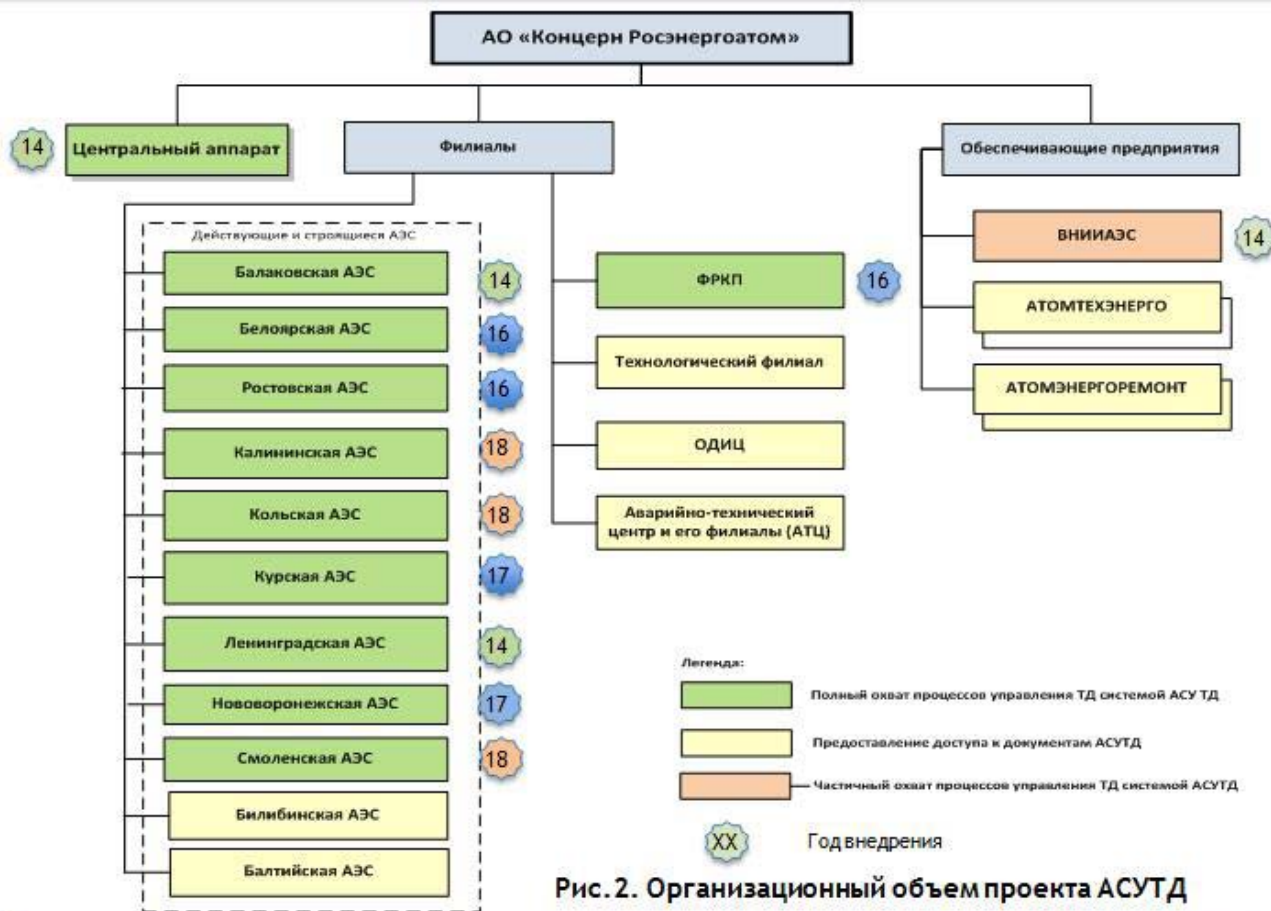 АО «Концерн Росэнергоатом»
14
Центральный аппарат
Филиалы
Обеспечивающие предприятия
Действующие и строящиеся АЭС
Балаковская АЭС
14
Белоярская АЭС
16
Ростовская АЭС
16
Калининская АЭС
18
Кольская АЭС
18
Курская АЭС
17
Ленинградская АЭС
14
Нововоронежская АЭС
17
Смоленская АЭС
18
Билибинская АЭС
Балтийская АЭС
ФРКП
16
Технологический филиал
ОДИЦ
Аварийно-технический
центр и его филиалы (АТЦ)
ВНИИАЭС
14
АТОМТЕХЭНЕРГО
АТОМЭНЕРГОРЕМОНТ
Легенда:
Полный охват процессов управления ТД системой АСУ ТД
Предоставление доступа к документам АСУТД
Частичный охват процессов управления ТД системой АСУТД
XX
Год внедрения
Рис. 2. Организационный объем проекта АСУТД